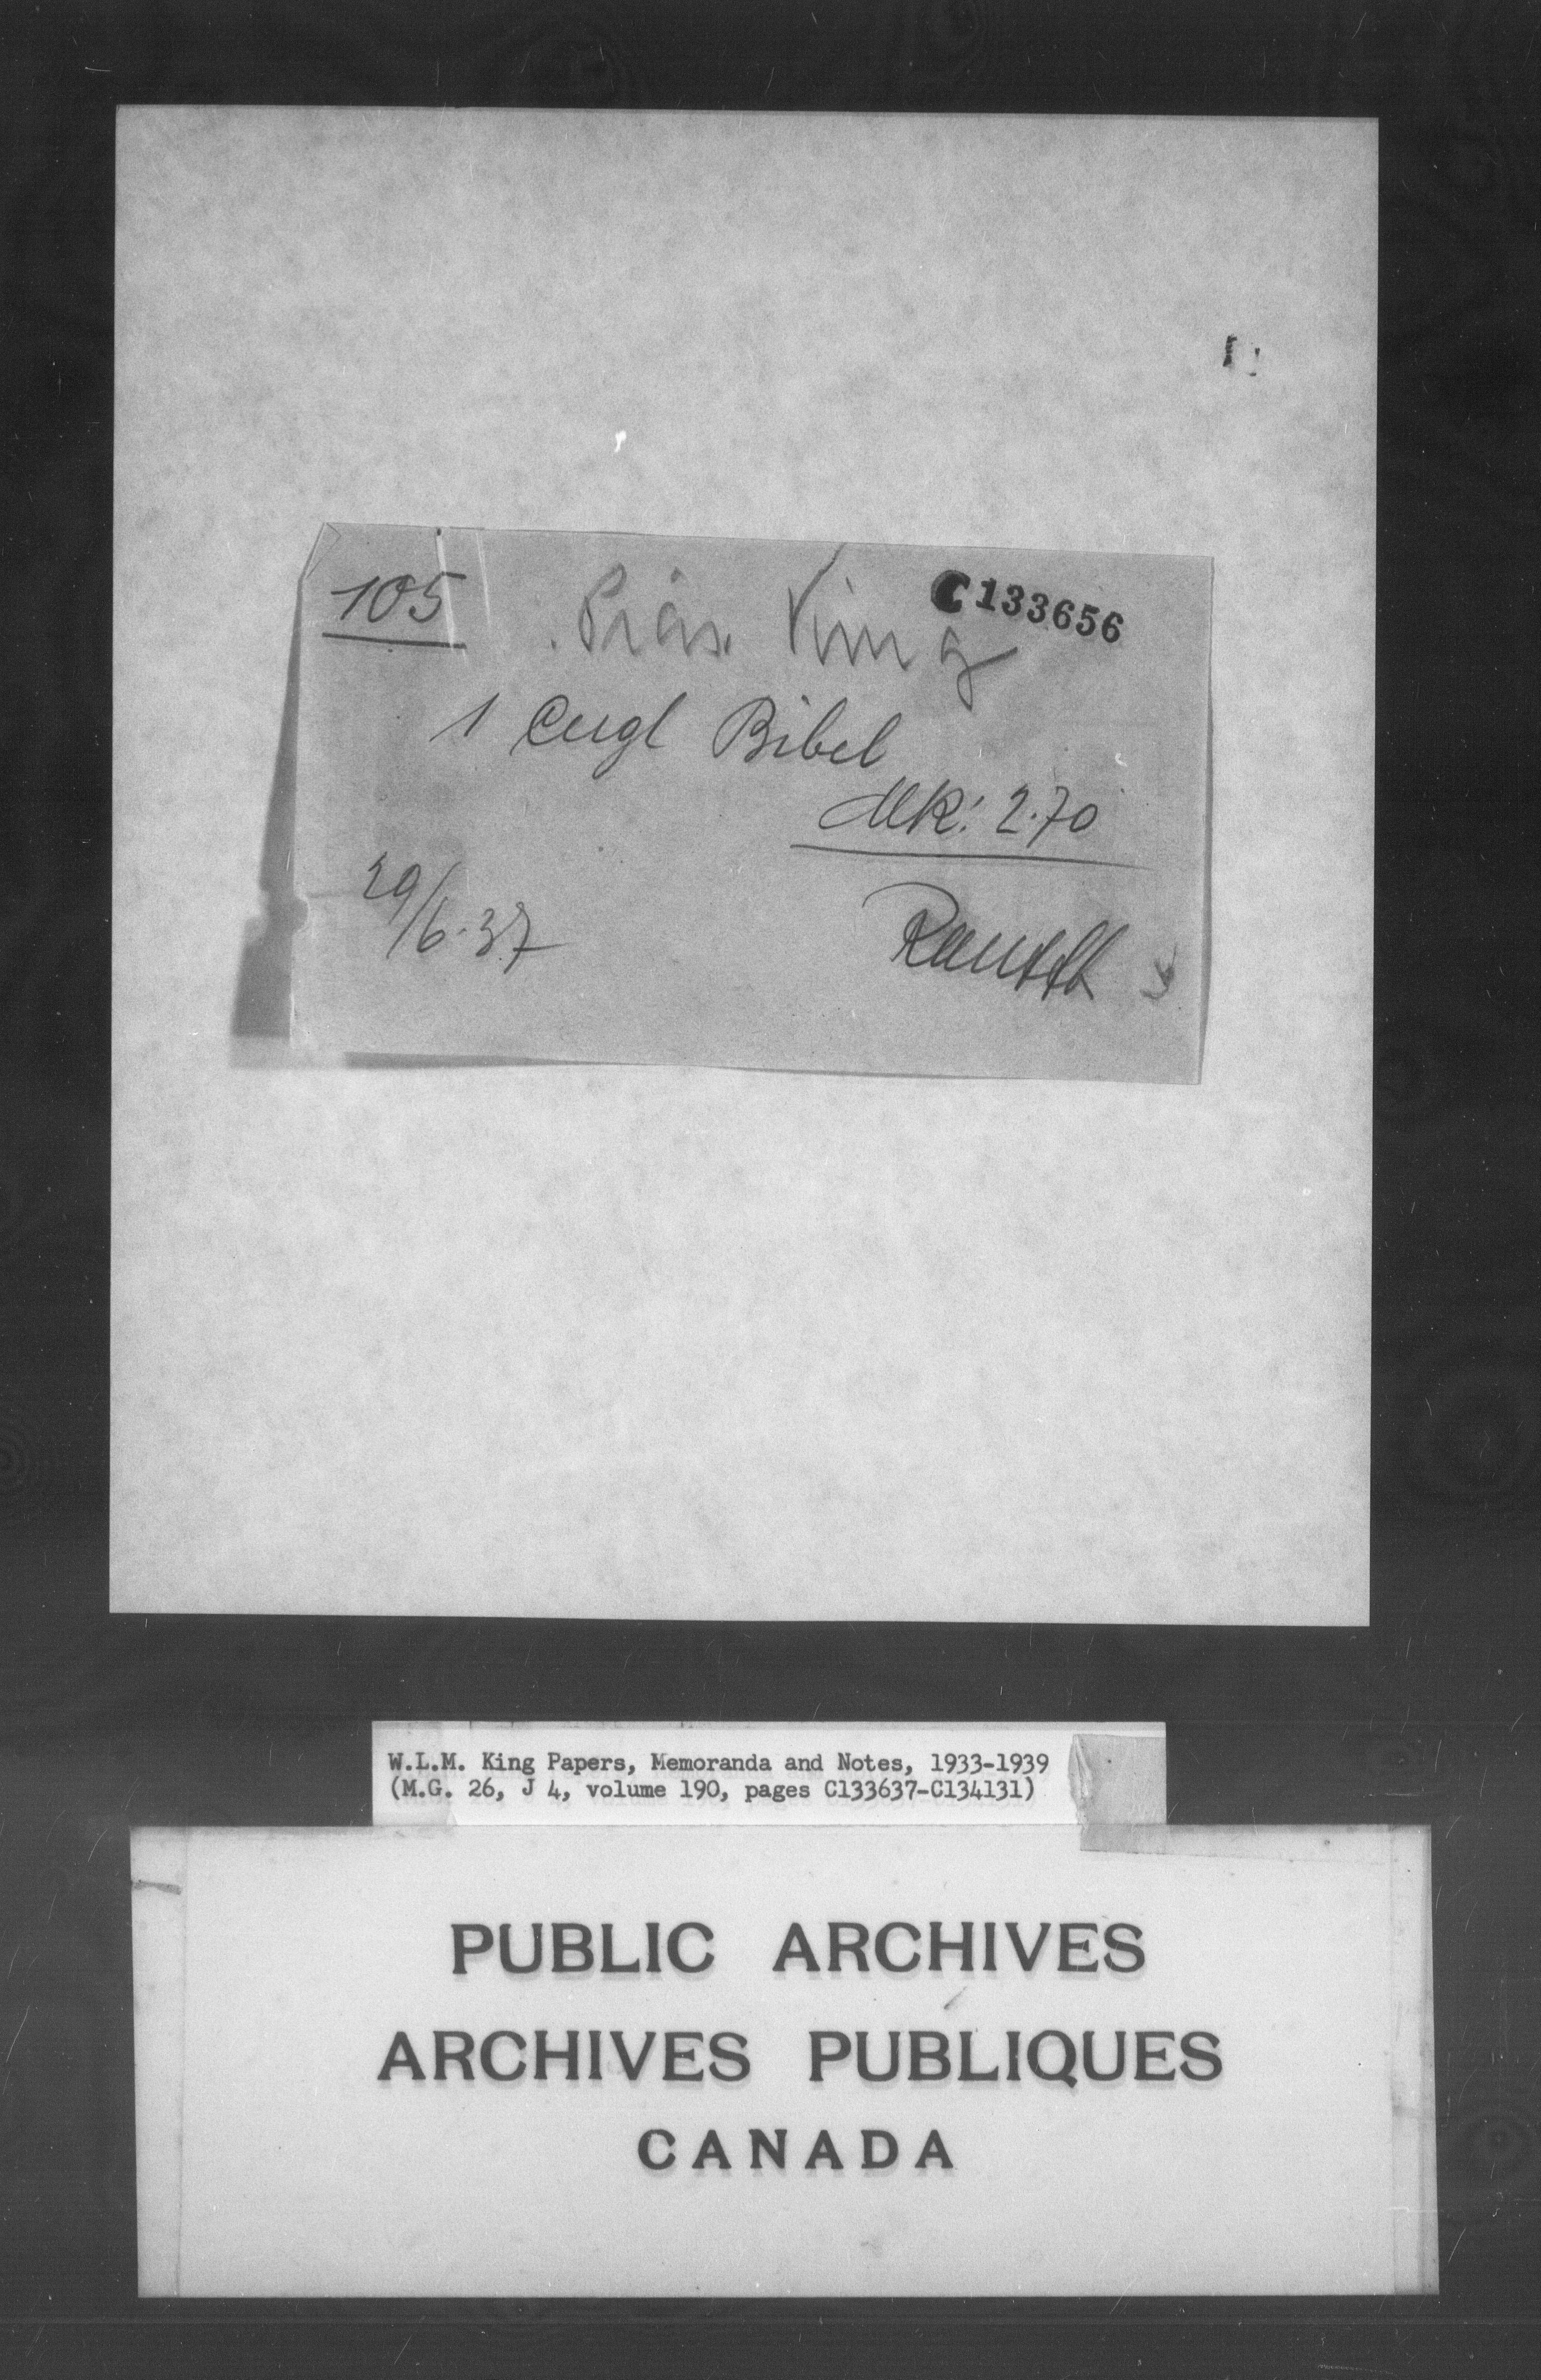 105 Präs. King C133656
1 Engl Bibel
Mk: 2.70
29/6.37
W.L.M. King Papers, Memoranda and Notes, 1933-1939
(M.G. 26, J 4, volume 190, pages C133637-C134131)
PUBLIC ARCHIVES
ARCHIVES PUBLIQUES
CANADA